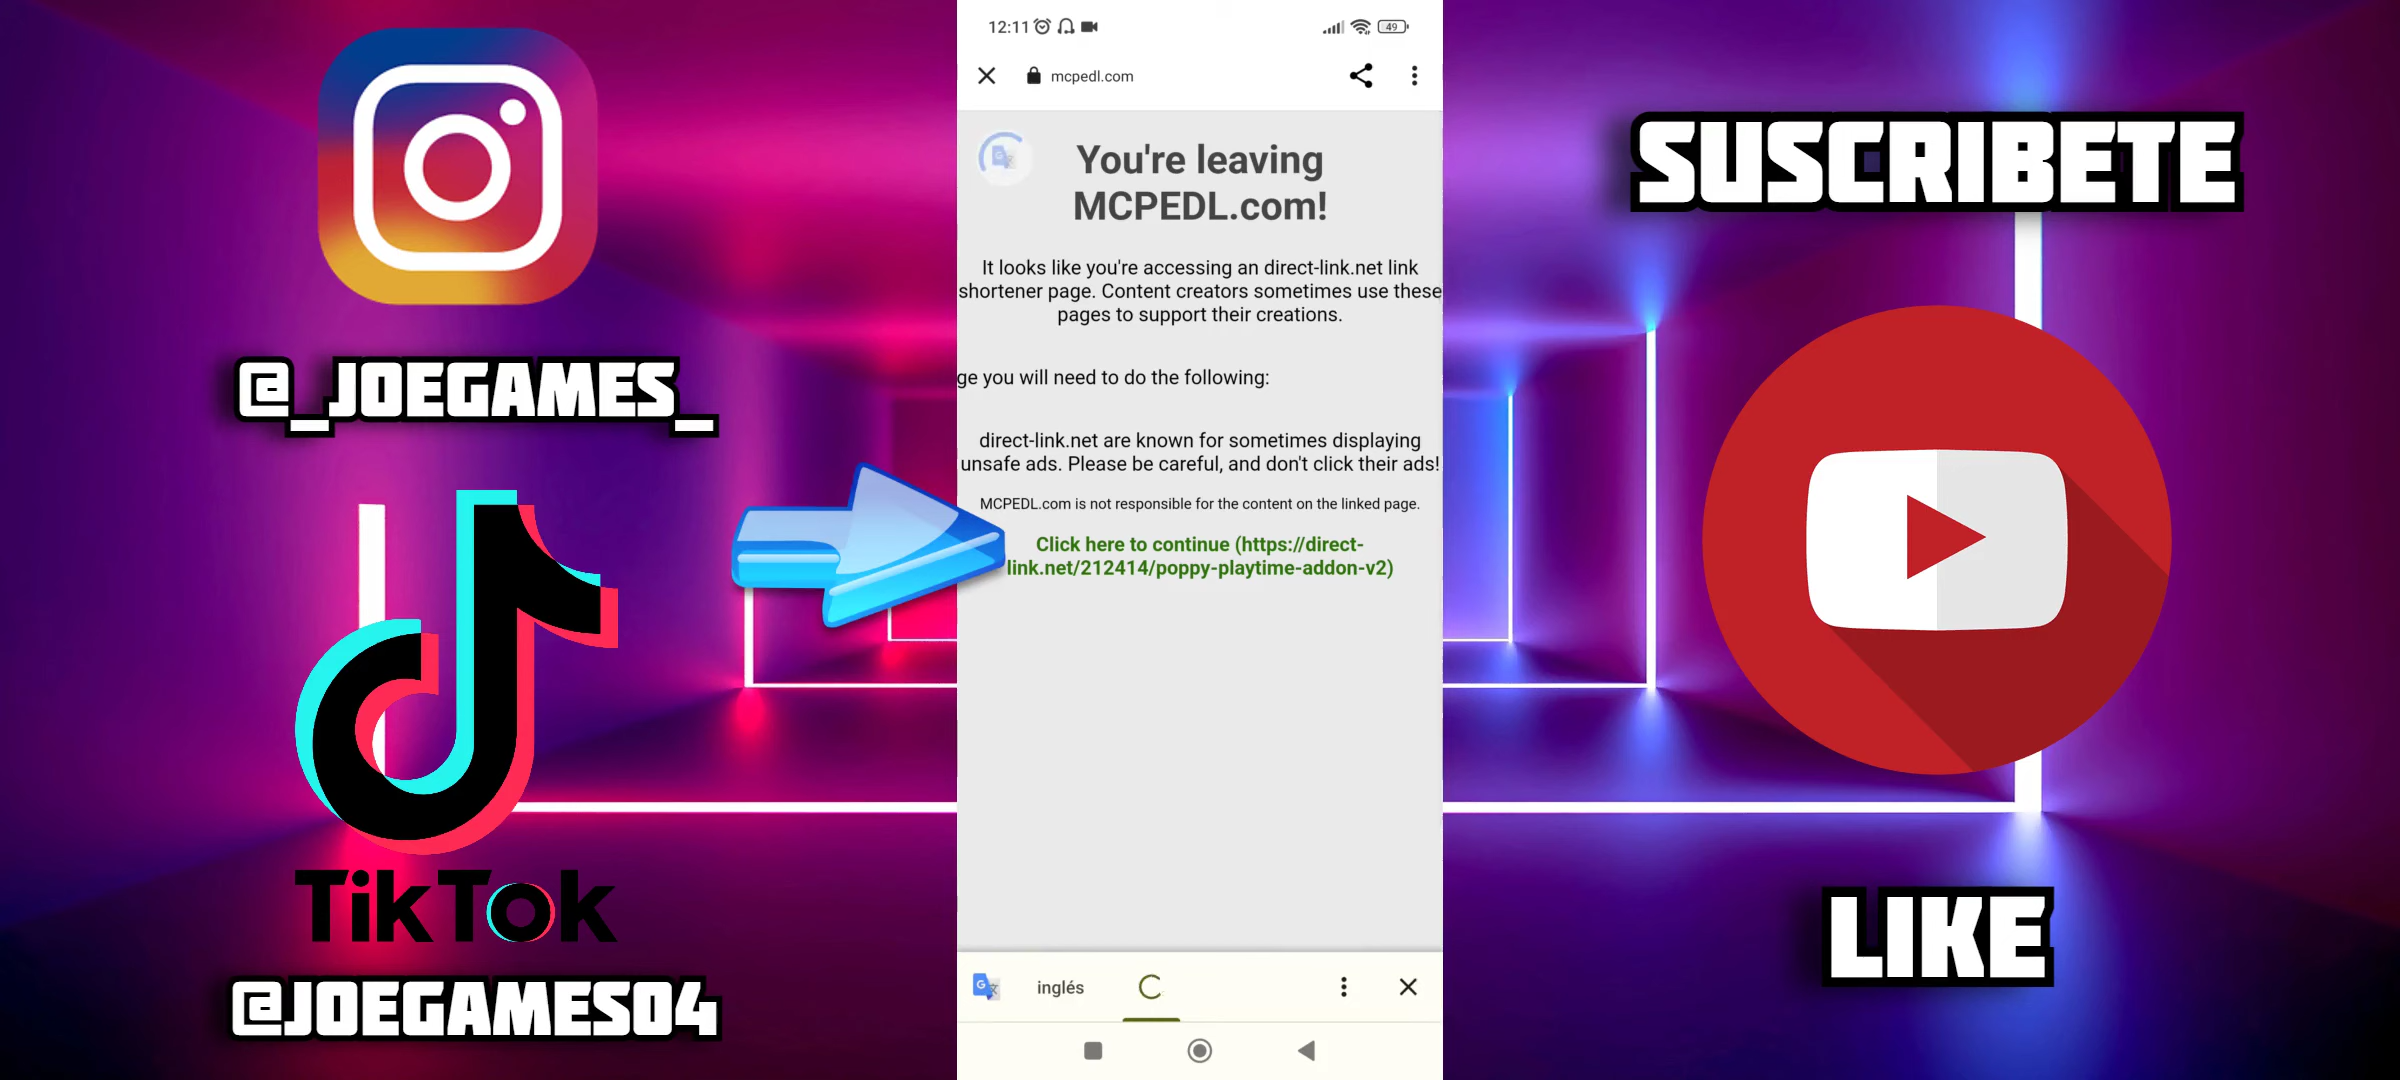 @_JOEGAMES_
TikTok
@JOEGAMES04
12:11
49
mcpedl.com
You're leaving
MCPEDL.com!
It looks like you're accessing an direct-link.net link
shortener page. Content creators sometimes use these
pages to support their creations.
ge you will need to do the following:
direct-link.net are known for sometimes displaying
unsafe ads. Please be careful, and don't click their ads!
MCPEDL.com is not responsible for the content on the linked page.
Click here to continue (https://direct-
link.net/212414/poppy-playtime-addon-v2)
inglés
SUSCRIBETE
LIKE